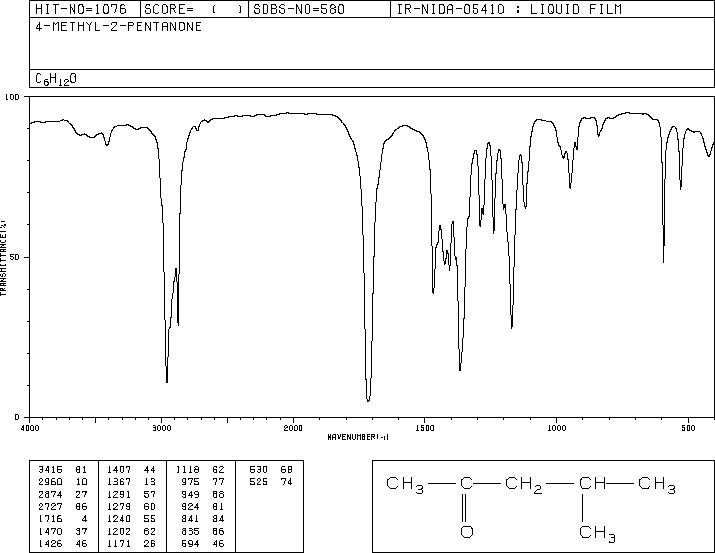 HIT-NO=1076 SCORE= ( ) SDBS-NO=580 IR-NIDA-05410 : LIQUID FILM
4-METHYL-2-PENTANONE
C6H12O
100
50
0
TRANSMITTANCE(%)
4000 3000 2000 1500 1000 500
WAVENUMBER(-1)
3415 81 1407 44 1118 62 530 68
2960 10 1367 13 975 77 525 74
2874 27 1291 57 949 68
2727 86 1279 60 924 81
1716 4 1240 55 841 84
1470 37 1202 62 835 86
1426 46 1171 26 594 46
CH3 C CH2 CH CH3
O CH3